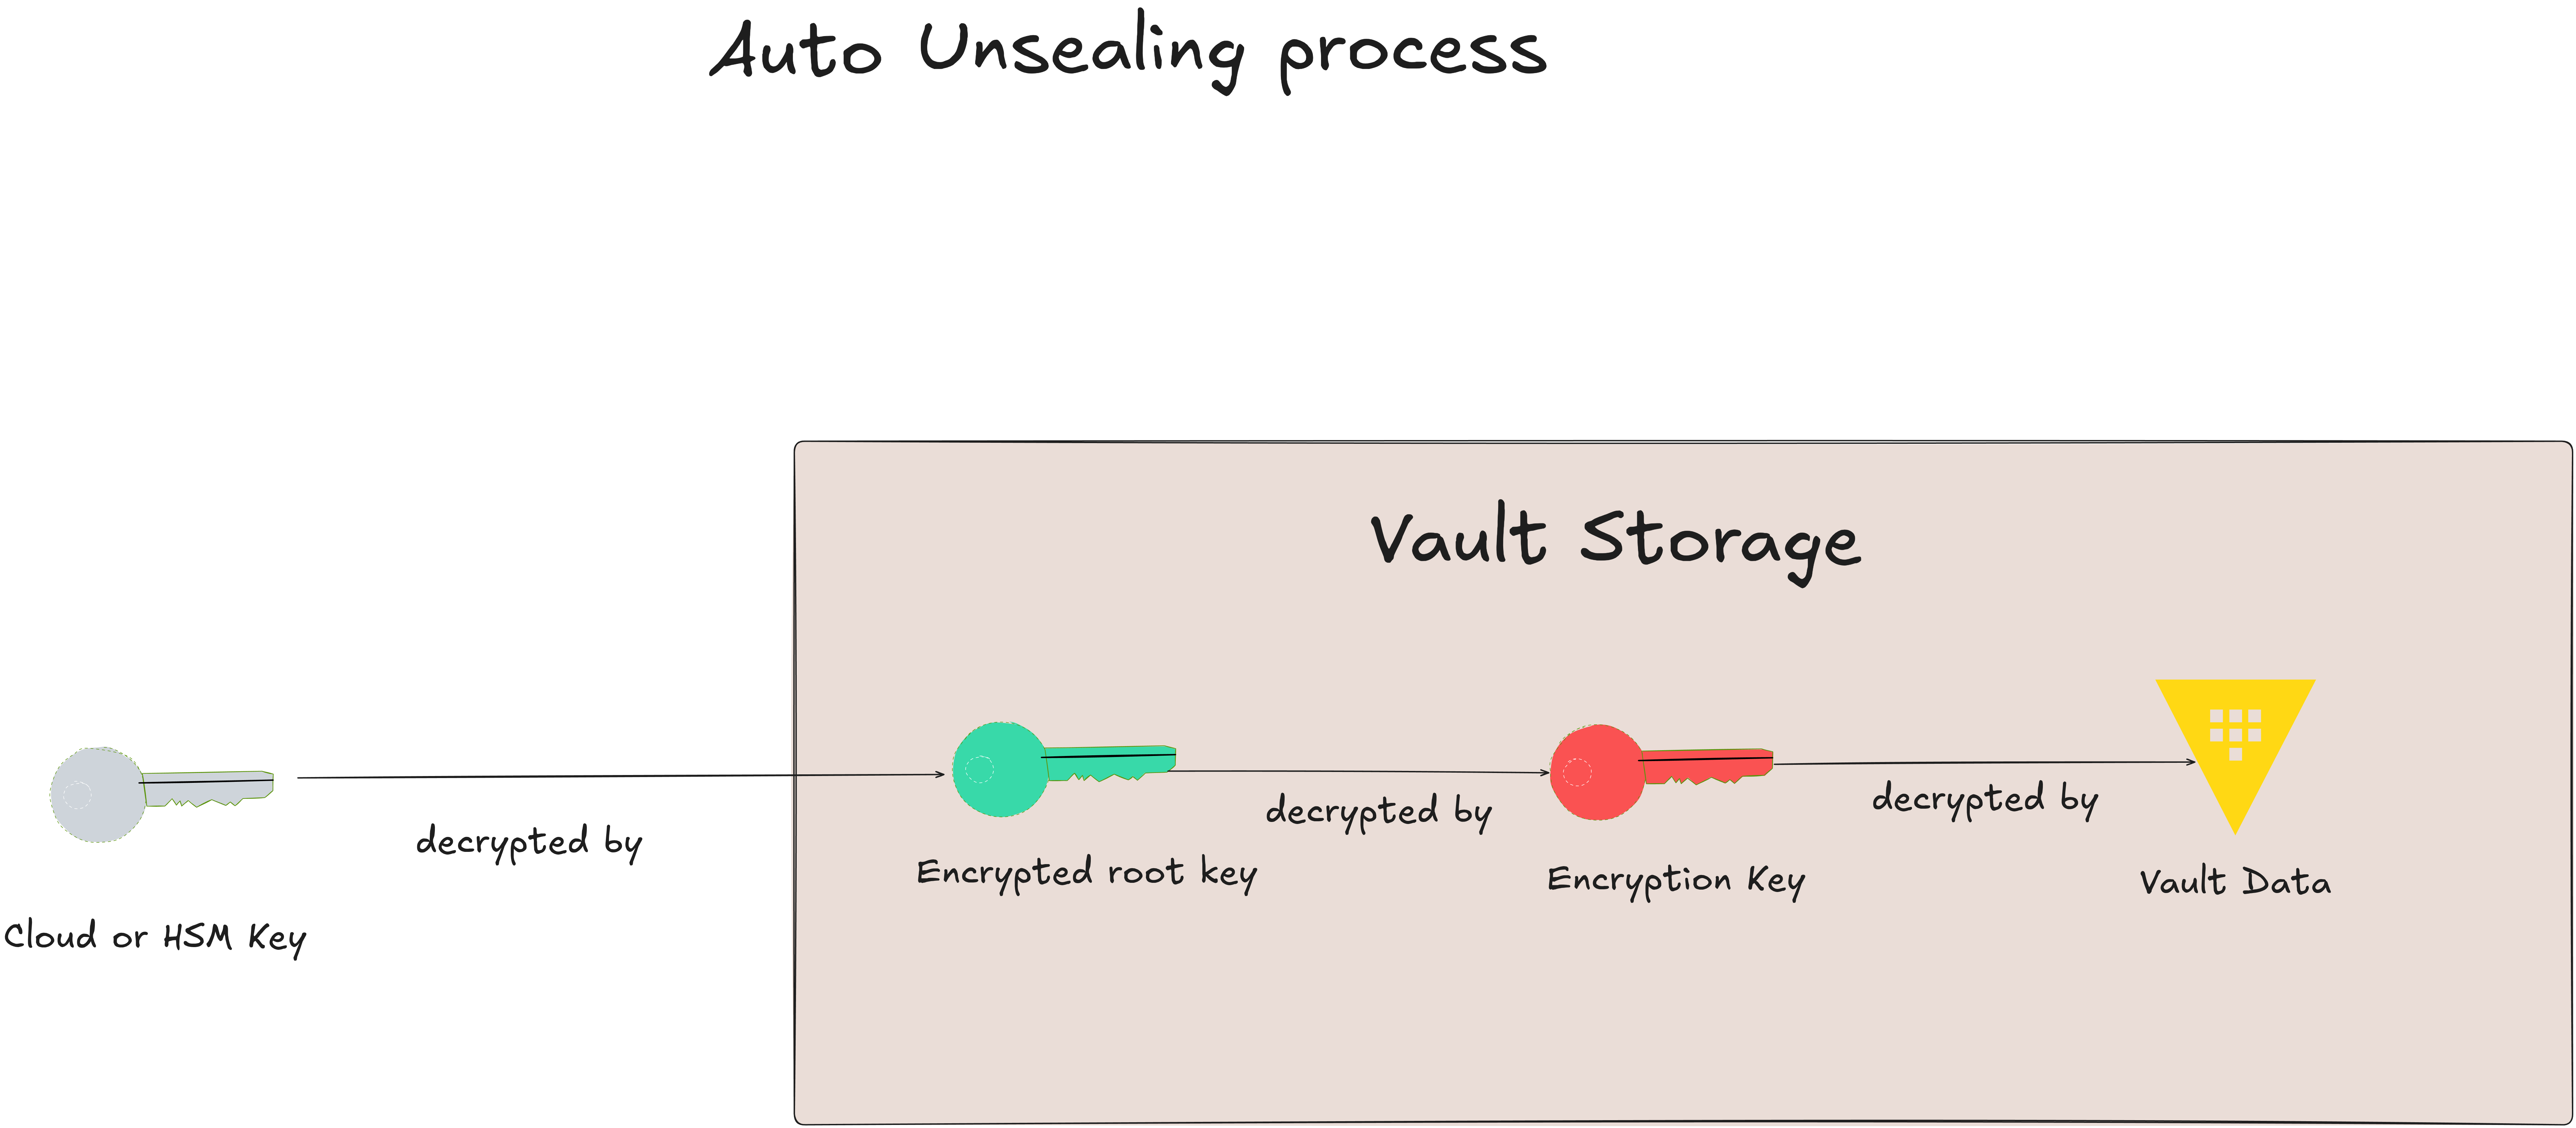 Auto Unsealing process
Vault Storage
decrypted by
decrypted by
decrypted by
Encrypted root key
Encryption Key
Vault Data
Cloud or HSM Key